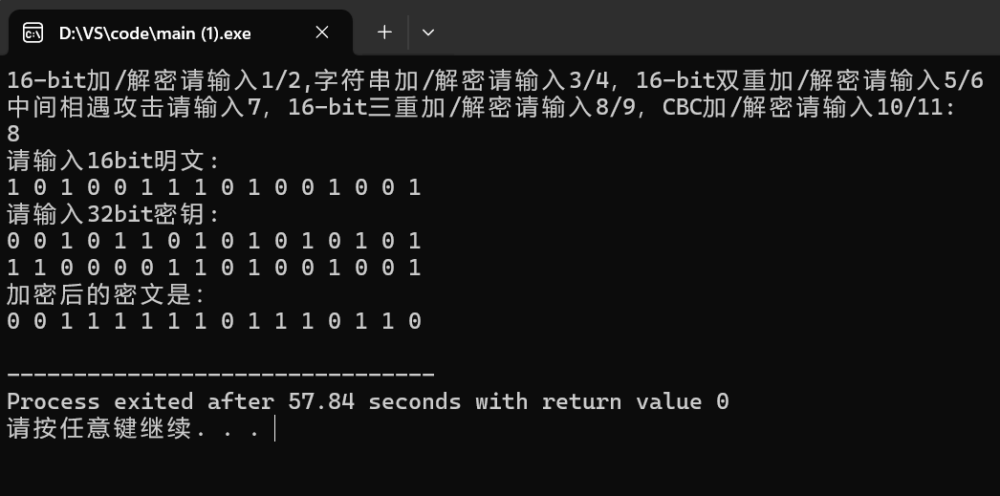 D:\VS\code\main (1).exe
16-bit加/解密请输入1/2,字符串加/解密请输入3/4，16-bit双重加/解密请输入5/6
中间相遇攻击请输入7，16-bit三重加/解密请输入8/9，CBC加/解密请输入10/11:
8
请输入16bit明文:
1 0 1 0 0 1 1 1 0 1 0 0 1 0 0 1
请输入32bit密钥:
0 0 1 0 1 1 0 1 0 1 0 1 0 1 0 1
1 1 0 0 0 0 1 1 0 1 0 0 1 0 0 1
加密后的密文是:
0 0 1 1 1 1 1 1 0 1 1 1 0 1 1 0
--------------------------------
Process exited after 57.84 seconds with return value 0
请按任意键继续. . .